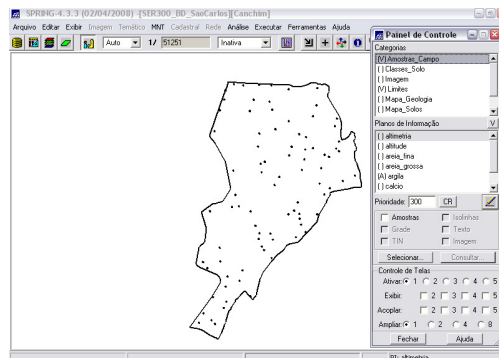 SPRING-4.3.3 (02/04/2008) -[SER300_BD_SaoCarlos][Canchim]
Arquivo Editar Exibir Imagem Temático MNT Cadastral Rede Análise Executar Ferramentas Ajuda
Auto 1/ 51251 Inativa
Painel de Controle
Categorias
(V) Amostras_Campo
( ) Classes_Solo
( ) Imagem
(V) Limites
( ) Mapa_Geologia
( ) Mapa_Solos
Planos de Informação V
( ) altimetria
( ) altitude
( ) areia_fina
( ) areia_grossa
(A) argila
( ) calcio
Prioridade: 300 CR
Amostras Isolinhas
Grade Texto
TIN Imagem
Selecionar... Consultar...
Controle de Telas
Ativar: 1 2 3 4 5
Exibir: 2 3 4 5
Acoplar: 2 3 4 5
Ampliar: 1 2 4 8
Fechar Ajuda
PI: altimetria